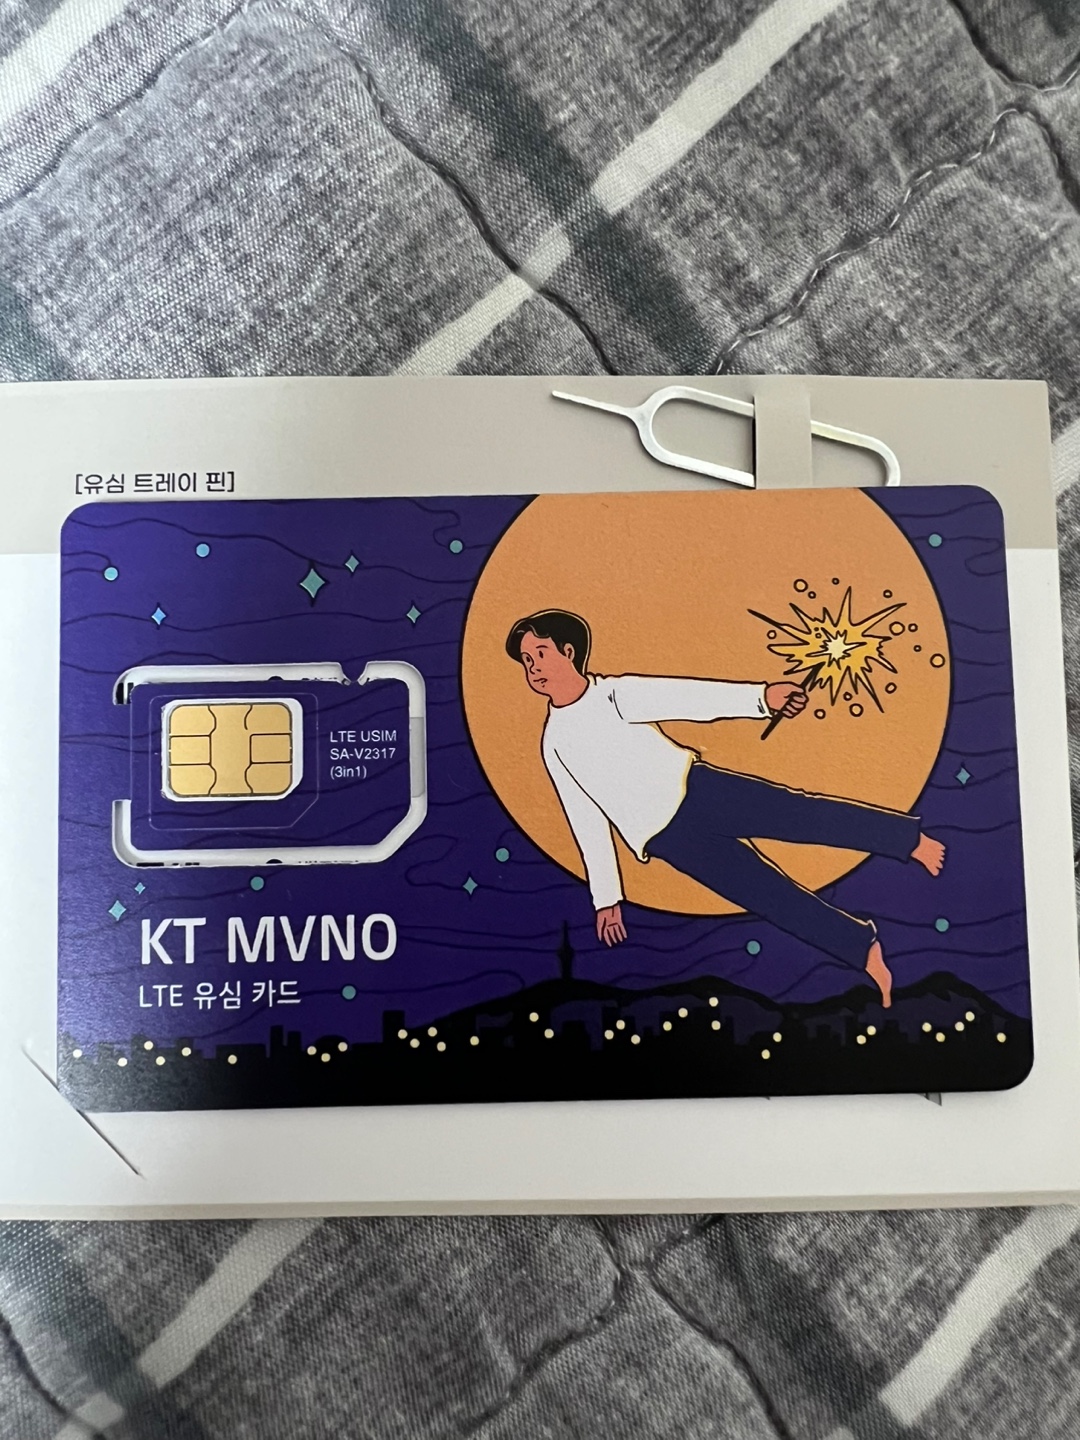 [유심 트레이 핀]
LTE USIM
SA-V2317
(3in1)
KT MVNO
LTE 유심 카드